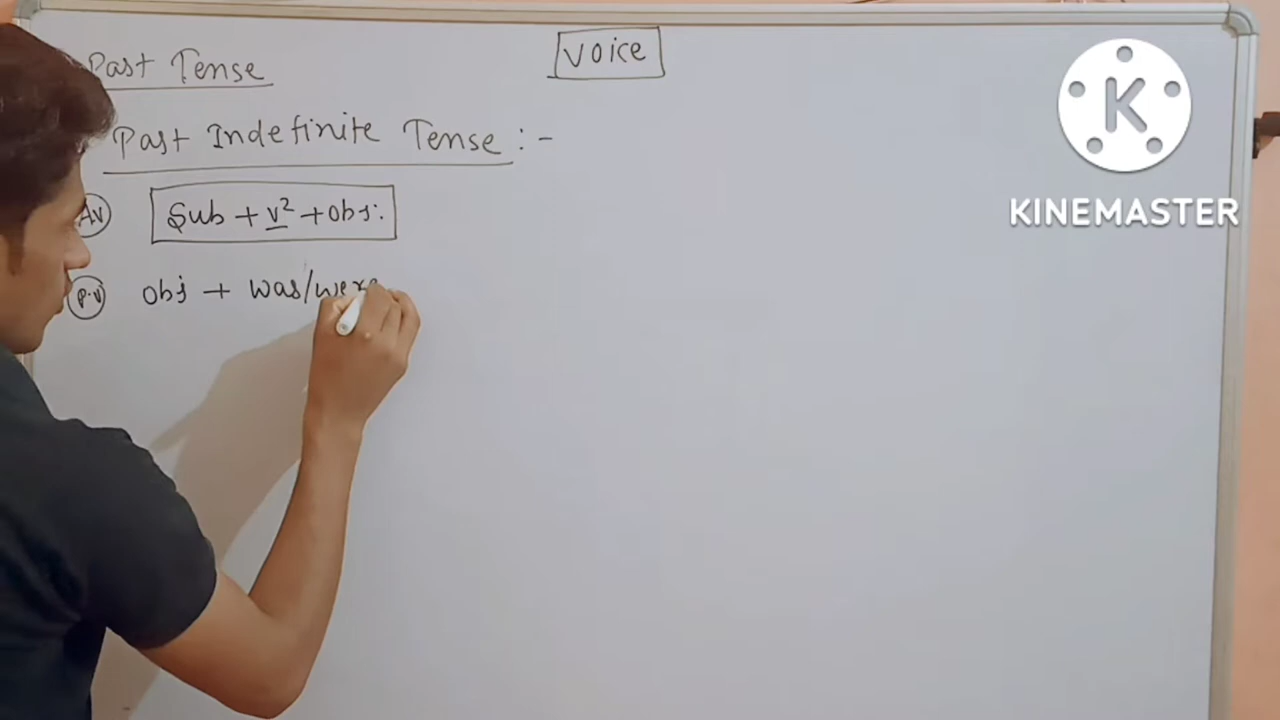 Voice
Past Tense
Past Indefinite Tense :-
AV Sub + v² + obj.
P.V obj + was/were
KINEMASTER